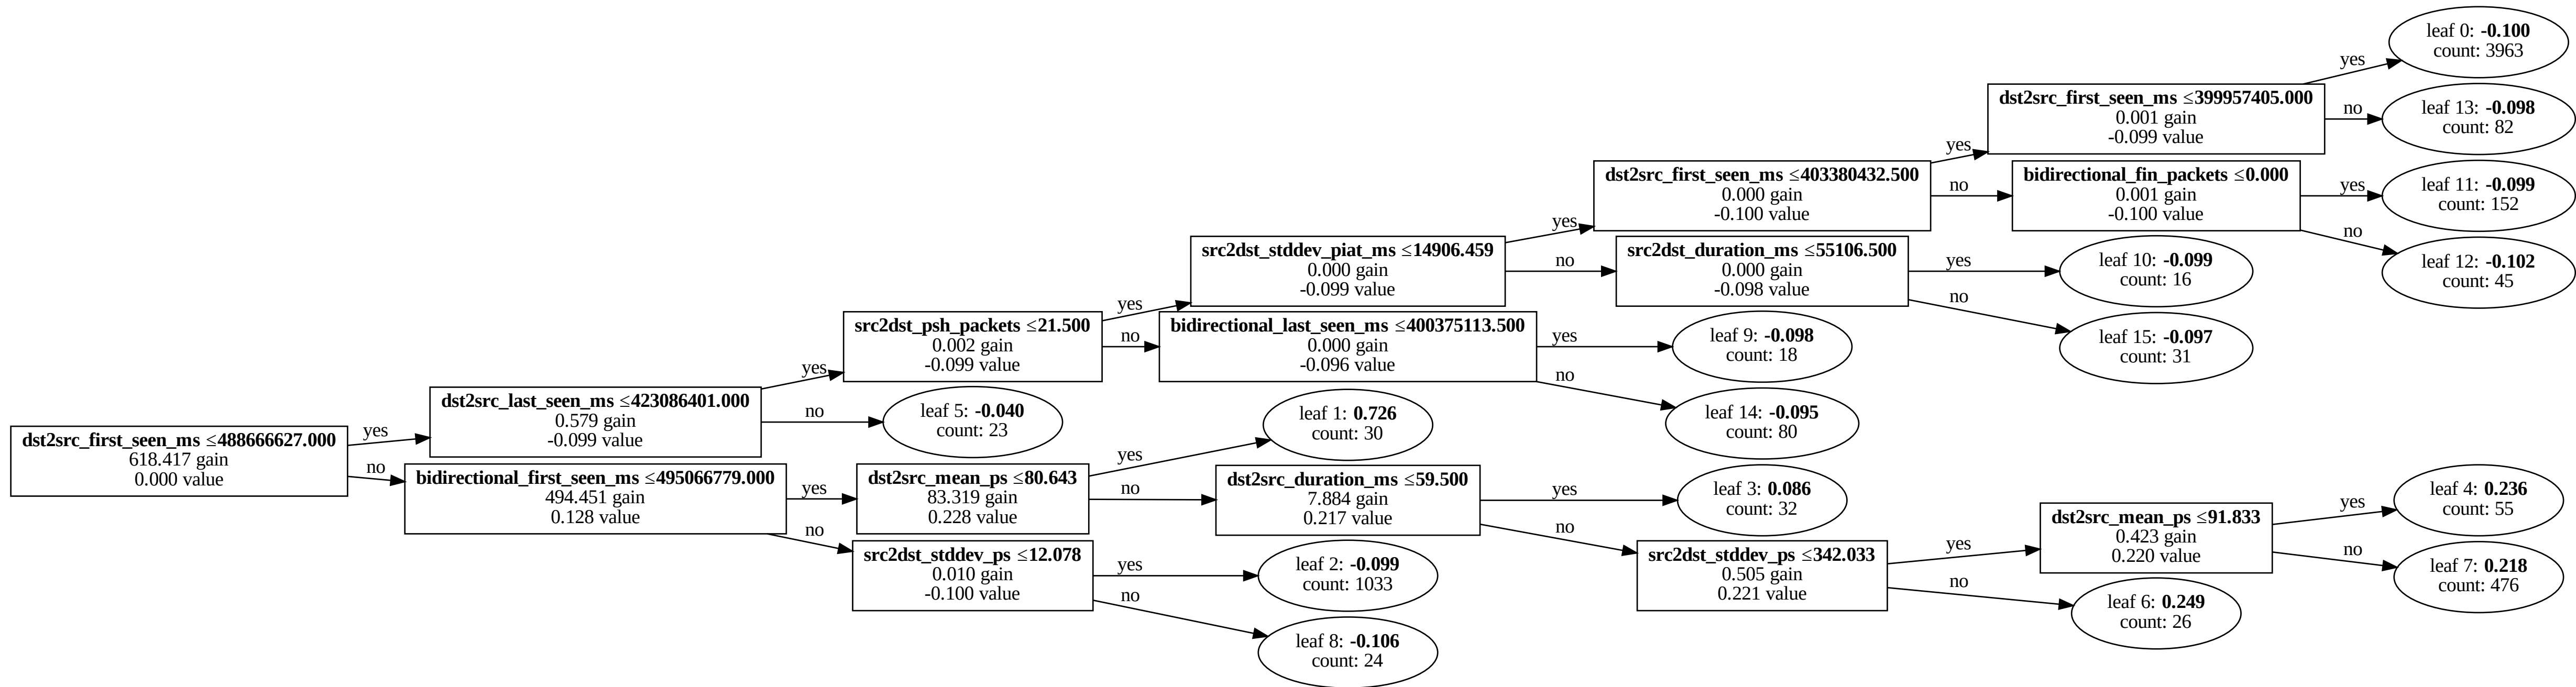 dst2src_first_seen_ms ≤488666627.000
618.417 gain
0.000 value
yes
no
dst2src_last_seen_ms ≤423086401.000
0.579 gain
-0.099 value
yes
no
bidirectional_first_seen_ms ≤495066779.000
494.451 gain
0.128 value
yes
no
src2dst_psh_packets ≤21.500
0.002 gain
-0.099 value
yes
no
leaf 5: -0.040
count: 23
dst2src_mean_ps ≤80.643
83.319 gain
0.228 value
yes
no
src2dst_stddev_ps ≤12.078
0.010 gain
-0.100 value
yes
no
src2dst_stddev_piat_ms ≤14906.459
0.000 gain
-0.099 value
yes
no
bidirectional_last_seen_ms ≤400375113.500
0.000 gain
-0.096 value
yes
no
leaf 1: 0.726
count: 30
dst2src_duration_ms ≤59.500
7.884 gain
0.217 value
yes
no
leaf 2: -0.099
count: 1033
leaf 8: -0.106
count: 24
dst2src_first_seen_ms ≤403380432.500
0.000 gain
-0.100 value
yes
no
src2dst_duration_ms ≤55106.500
0.000 gain
-0.098 value
yes
no
leaf 9: -0.098
count: 18
leaf 14: -0.095
count: 80
leaf 3: 0.086
count: 32
src2dst_stddev_ps ≤342.033
0.505 gain
0.221 value
yes
no
dst2src_first_seen_ms ≤399957405.000
0.001 gain
-0.099 value
yes
no
bidirectional_fin_packets ≤0.000
0.001 gain
-0.100 value
yes
no
leaf 10: -0.099
count: 16
leaf 15: -0.097
count: 31
dst2src_mean_ps ≤91.833
0.423 gain
0.220 value
yes
no
leaf 6: 0.249
count: 26
leaf 0: -0.100
count: 3963
leaf 13: -0.098
count: 82
leaf 11: -0.099
count: 152
leaf 12: -0.102
count: 45
leaf 4: 0.236
count: 55
leaf 7: 0.218
count: 476